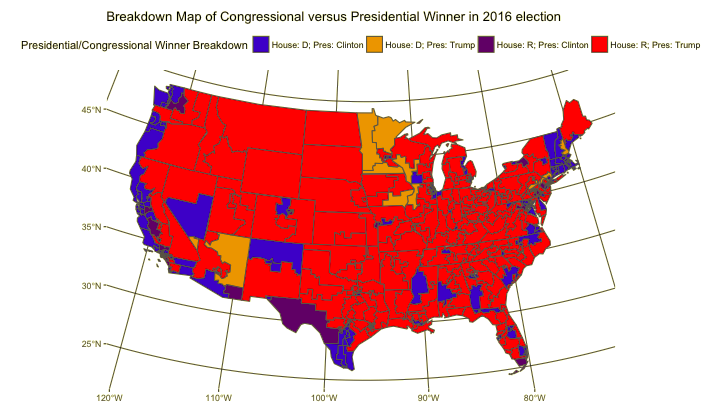 Breakdown Map of Congressional versus Presidential Winner in 2016 election
Presidential/Congressional Winner Breakdown House: D; Pres: Clinton House: D; Pres: Trump House: R; Pres: Clinton House: R; Pres: Trump
45°N
40°N
35°N
30°N
25°N
120°W 110°W 100°W 90°W 80°W